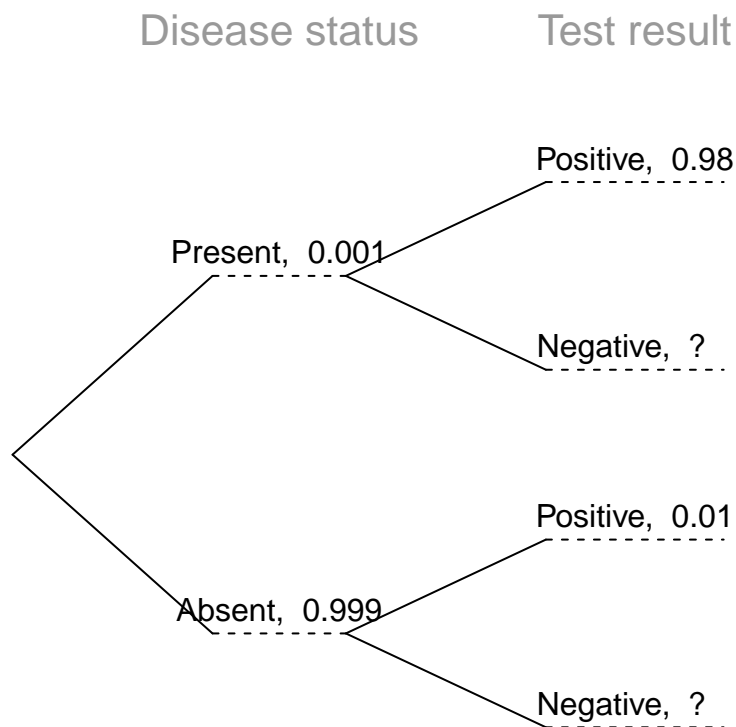 Disease status Test result
Positive, 0.98
Present, 0.001
Negative, ?
Positive, 0.01
Absent, 0.999
Negative, ?